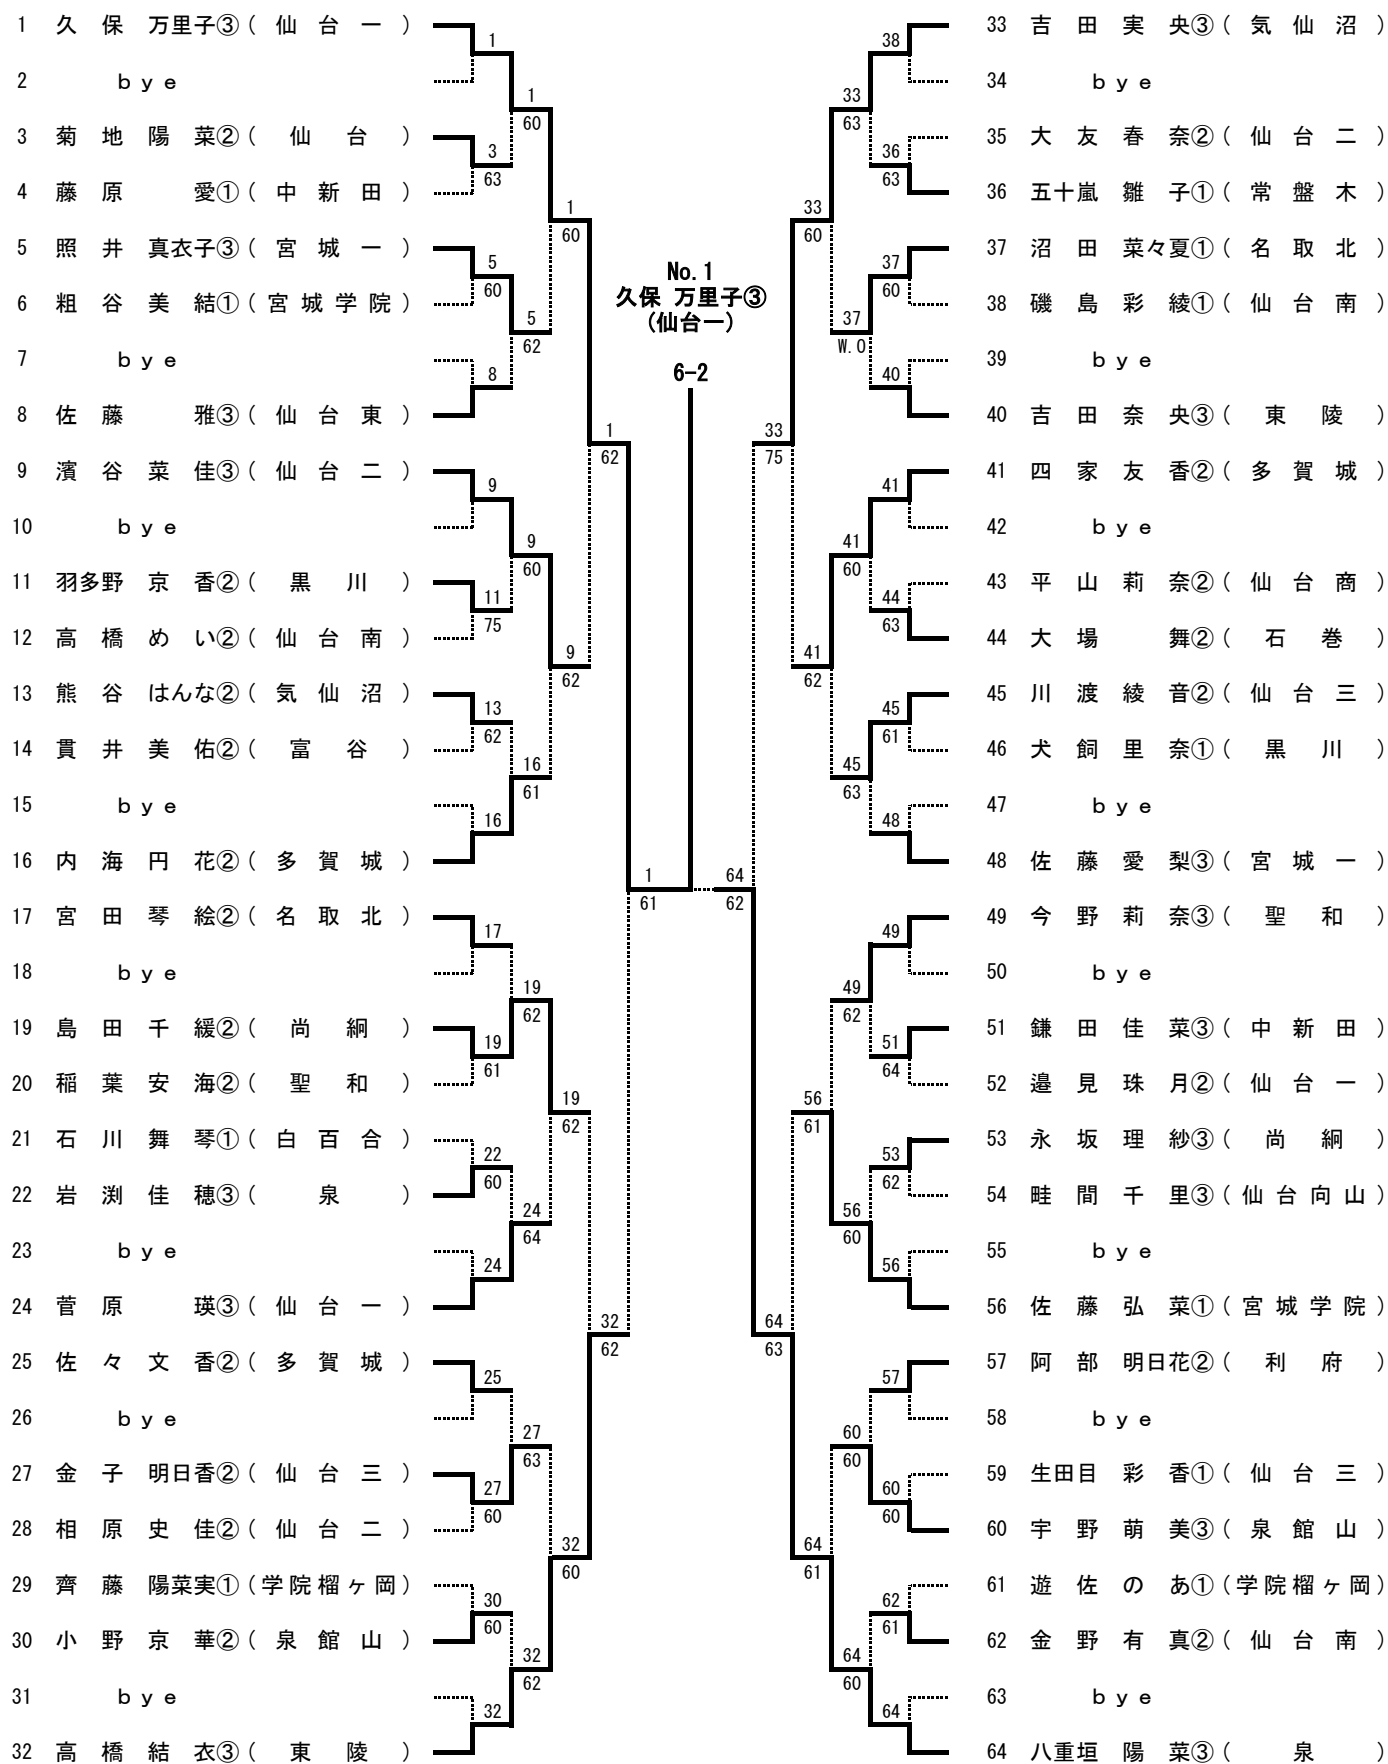 1 久保 万里子③(仙台一)
2 bye
3 菊地陽菜②(仙台)
4 藤原 愛①(中新田)
5 照井 真衣子③(宮城一)
6 粗谷美結①(宮城学院)
7 bye
8 佐藤 雅③(仙台東)
9 濱谷菜佳③(仙台二)
10 bye
11 羽多野 京香②(黒川)
12 高橋めい②(仙台南)
13 熊谷 はんな②(気仙沼)
14 貫井美佑②(富谷)
15 bye
16 内海円花②(多賀城)
17 宮田琴絵②(名取北)
18 bye
19 島田千緩②(尚絅)
20 稲葉安海②(聖和)
21 石川舞琴①(白百合)
22 岩渕佳穂③(泉)
23 bye
24 菅原 瑛③(仙台一)
25 佐々文香②(多賀城)
26 bye
27 金子 明日香②(仙台三)
28 相原史佳②(仙台二)
29 齊藤 陽菜実①(学院榴ヶ岡)
30 小野京華②(泉館山)
31 bye
32 高橋結衣③(東陵)
1
3
63
5
60
8
9
11
75
13
62
16
17
19
61
22
60
24
25
27
60
30
60
32
1
60
5
62
9
60
16
61
19
62
24
64
27
63
32
62
1
60
9
62
19
62
32
60
1
62
32
62
1
61
No.1
久保 万里子③
(仙台一)
6-2
64
62
33
75
64
63
33
60
41
62
56
61
64
61
33
63
37
W.O
41
60
45
63
49
62
56
60
60
60
64
60
38
36
63
37
60
40
41
44
63
45
61
48
49
51
64
53
62
56
57
60
60
62
61
64
33 吉田実央③(気仙沼)
34 bye
35 大友春奈②(仙台二)
36 五十嵐 雛子①(常盤木)
37 沼田 菜々夏①(名取北)
38 磯島彩綾①(仙台南)
39 bye
40 吉田奈央③(東陵)
41 四家友香②(多賀城)
42 bye
43 平山莉奈②(仙台商)
44 大場 舞②(石巻)
45 川渡綾音②(仙台三)
46 犬飼里奈①(黒川)
47 bye
48 佐藤愛梨③(宮城一)
49 今野莉奈③(聖和)
50 bye
51 鎌田佳菜③(中新田)
52 邉見珠月②(仙台一)
53 永坂理紗③(尚絅)
54 畦間千里③(仙台向山)
55 bye
56 佐藤弘菜①(宮城学院)
57 阿部 明日花②(利府)
58 bye
59 生田目 彩香①(仙台三)
60 宇野萌美③(泉館山)
61 遊佐のあ①(学院榴ヶ岡)
62 金野有真②(仙台南)
63 bye
64 八重垣 陽菜③(泉)